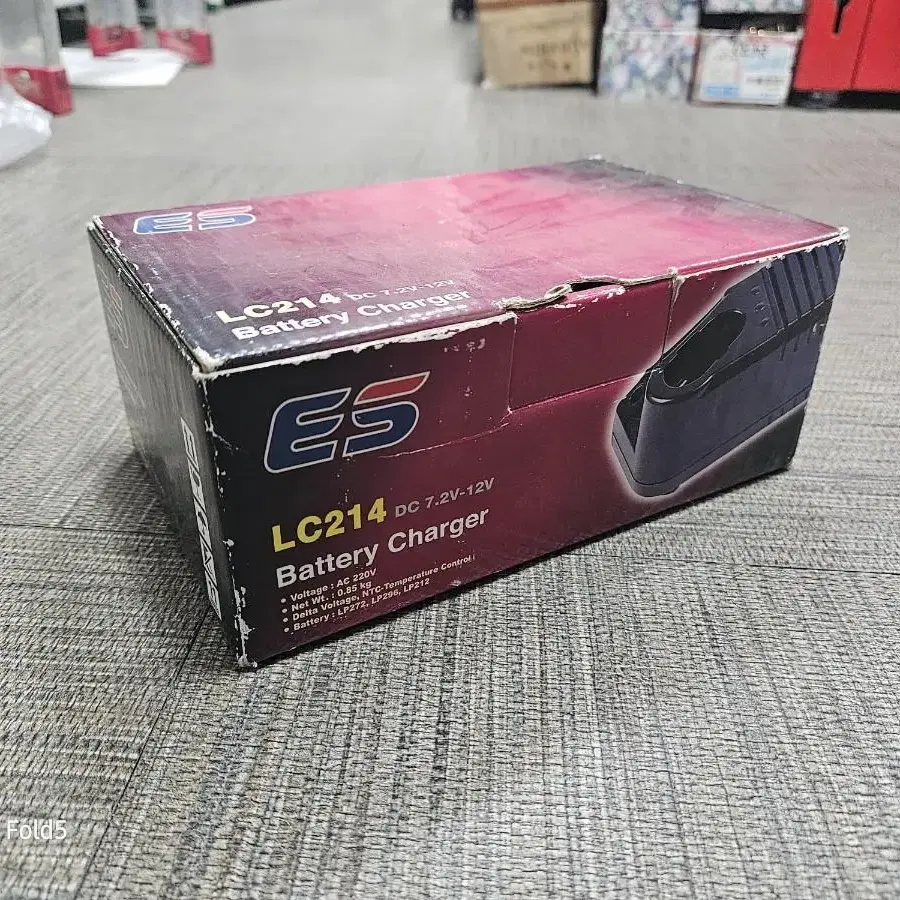 ES
LC214 DC 7.2V-12V
Battery Charger
ES
LC214 DC 7.2V-12V
Battery Charger
• Voltage : AC 220V
• Net Wt. : 0.85 kg
• Delta Voltage, NTC-Temperature Control
• Battery : LP272, LP296, LP212
Fold5